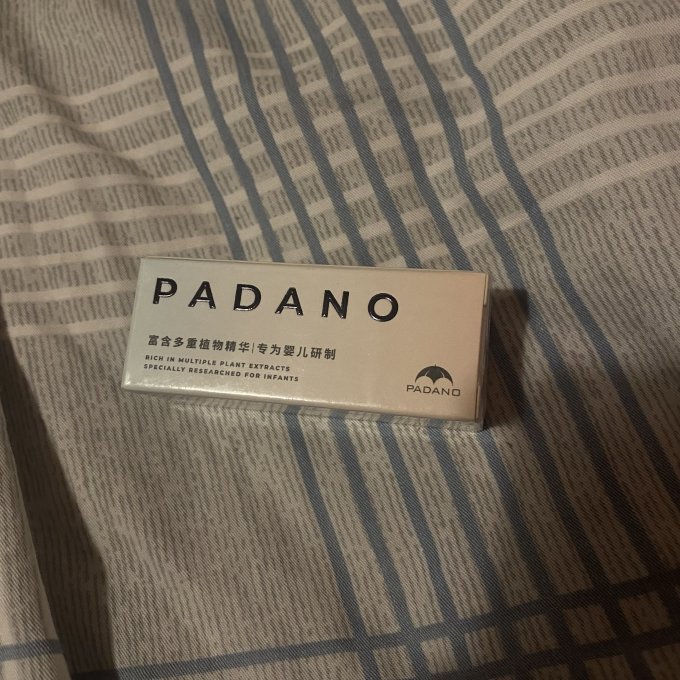 PADANO
富含多重植物精华|专为婴儿研制
RICH IN MULTIPLE PLANT EXTRACTS
SPECIALLY RESEARCHED FOR INFANTS
PADANO